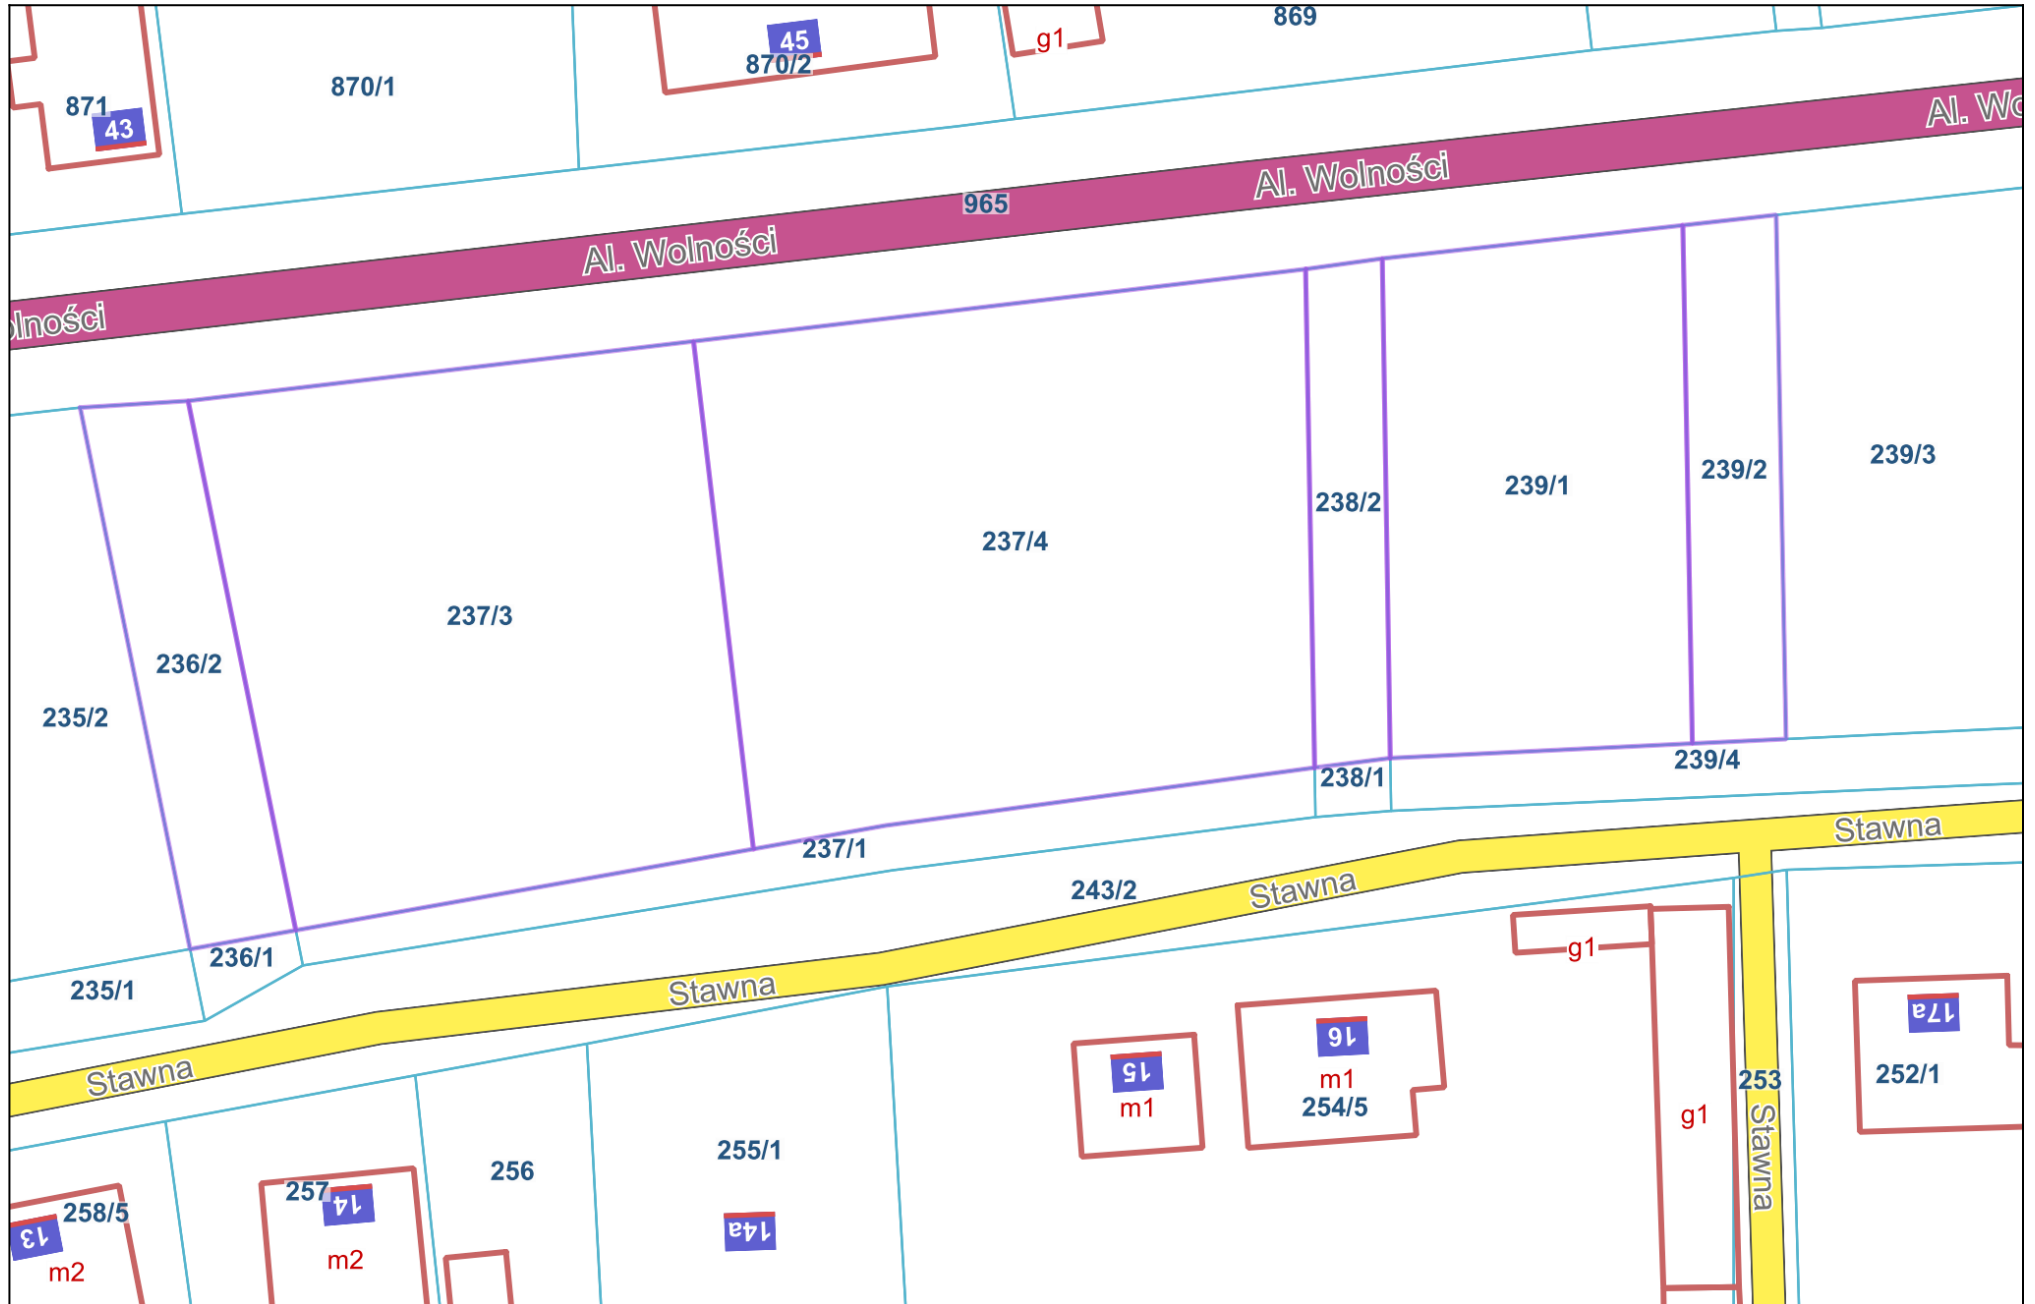 869
45
g1
870/2
870/1
871
43
Al. Wo
Al. Wolności
965
Al. Wolności
olności
239/3
239/2
239/1
238/2
237/4
237/3
236/2
235/2
239/4
238/1
237/1
Stawna
243/2
Stawna
236/1
g1
Stawna
235/1
17a
16
15
Stawna
m1
252/1
253
254/5
m1
g1
Stawna
255/1
256
257
14
258/5
14a
13
m2
m2